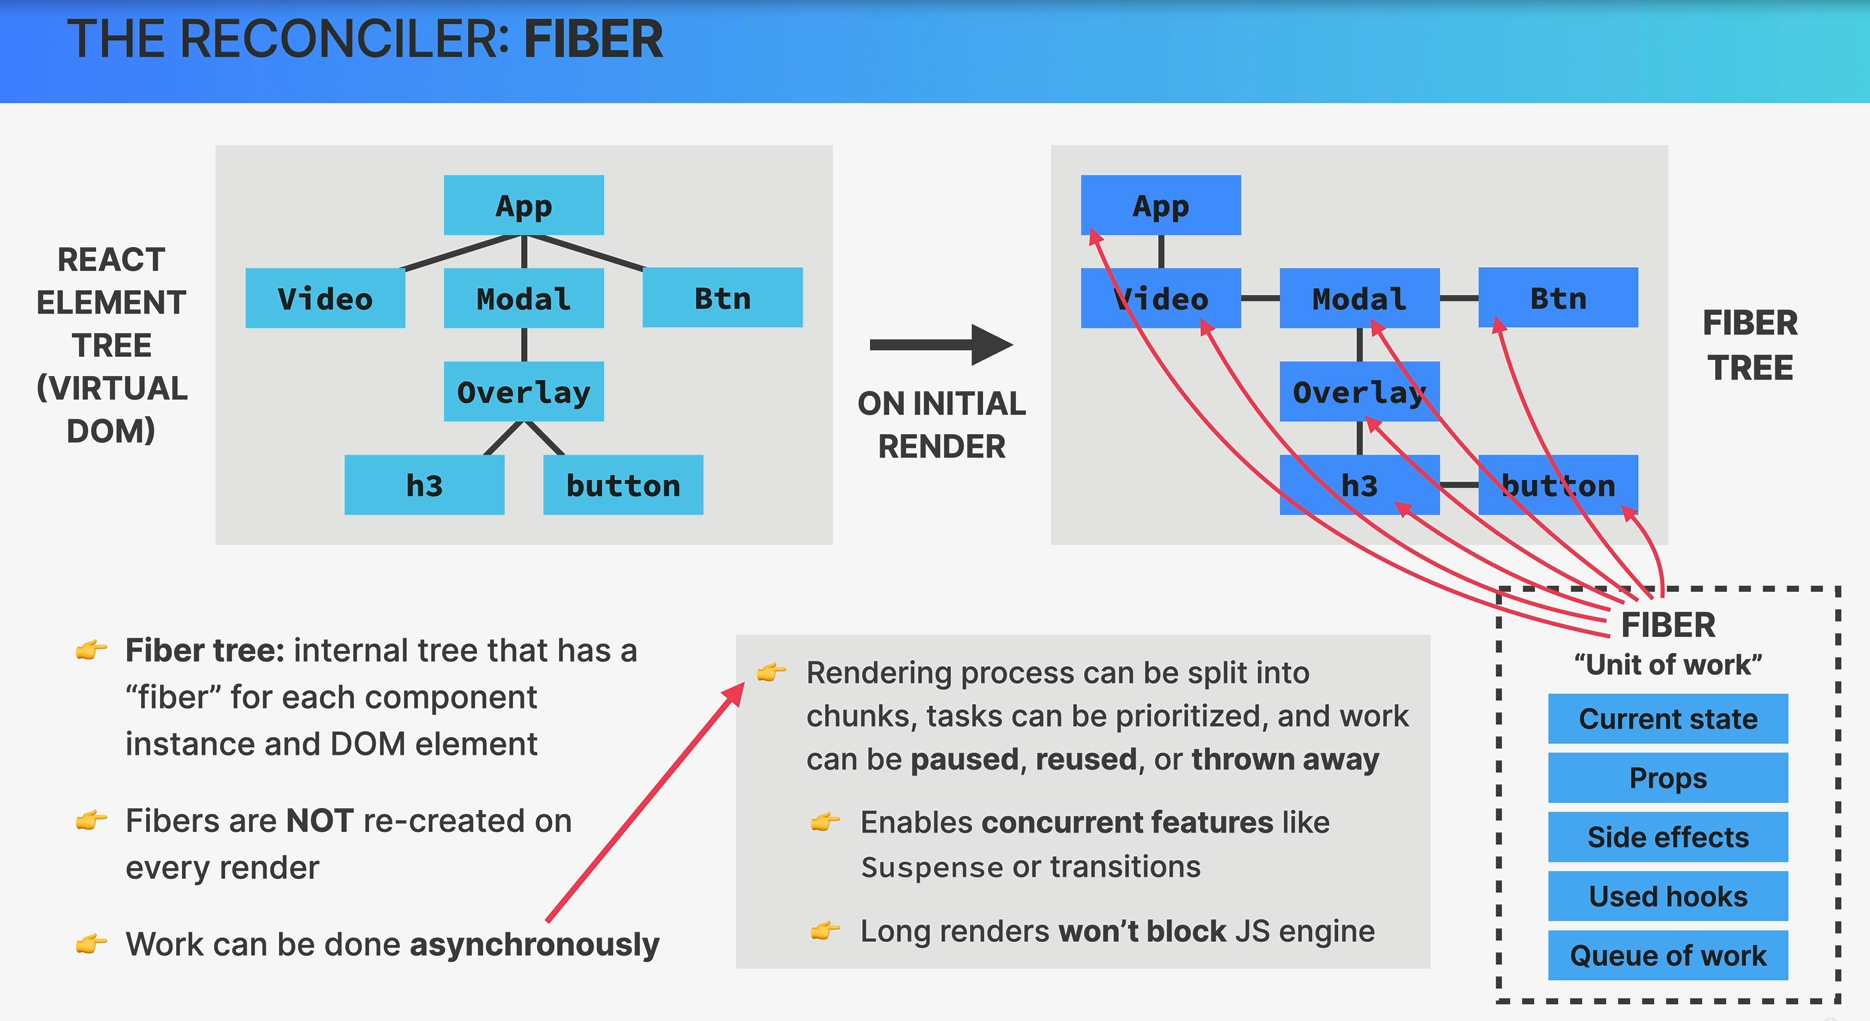 THE RECONCILER: FIBER
REACT
ELEMENT
TREE
(VIRTUAL
DOM)
App
Video
Modal
Btn
Overlay
h3
button
ON INITIAL
RENDER
App
Video
Modal
Btn
Overlay
h3
button
FIBER
TREE
👉 Fiber tree: internal tree that has a
“fiber” for each component
instance and DOM element
👉 Fibers are NOT re-created on
every render
👉 Work can be done asynchronously
👉 Rendering process can be split into
chunks, tasks can be prioritized, and work
can be paused, reused, or thrown away
👉 Enables concurrent features like
Suspense or transitions
👉 Long renders won’t block JS engine
FIBER
“Unit of work”
Current state
Props
Side effects
Used hooks
Queue of work